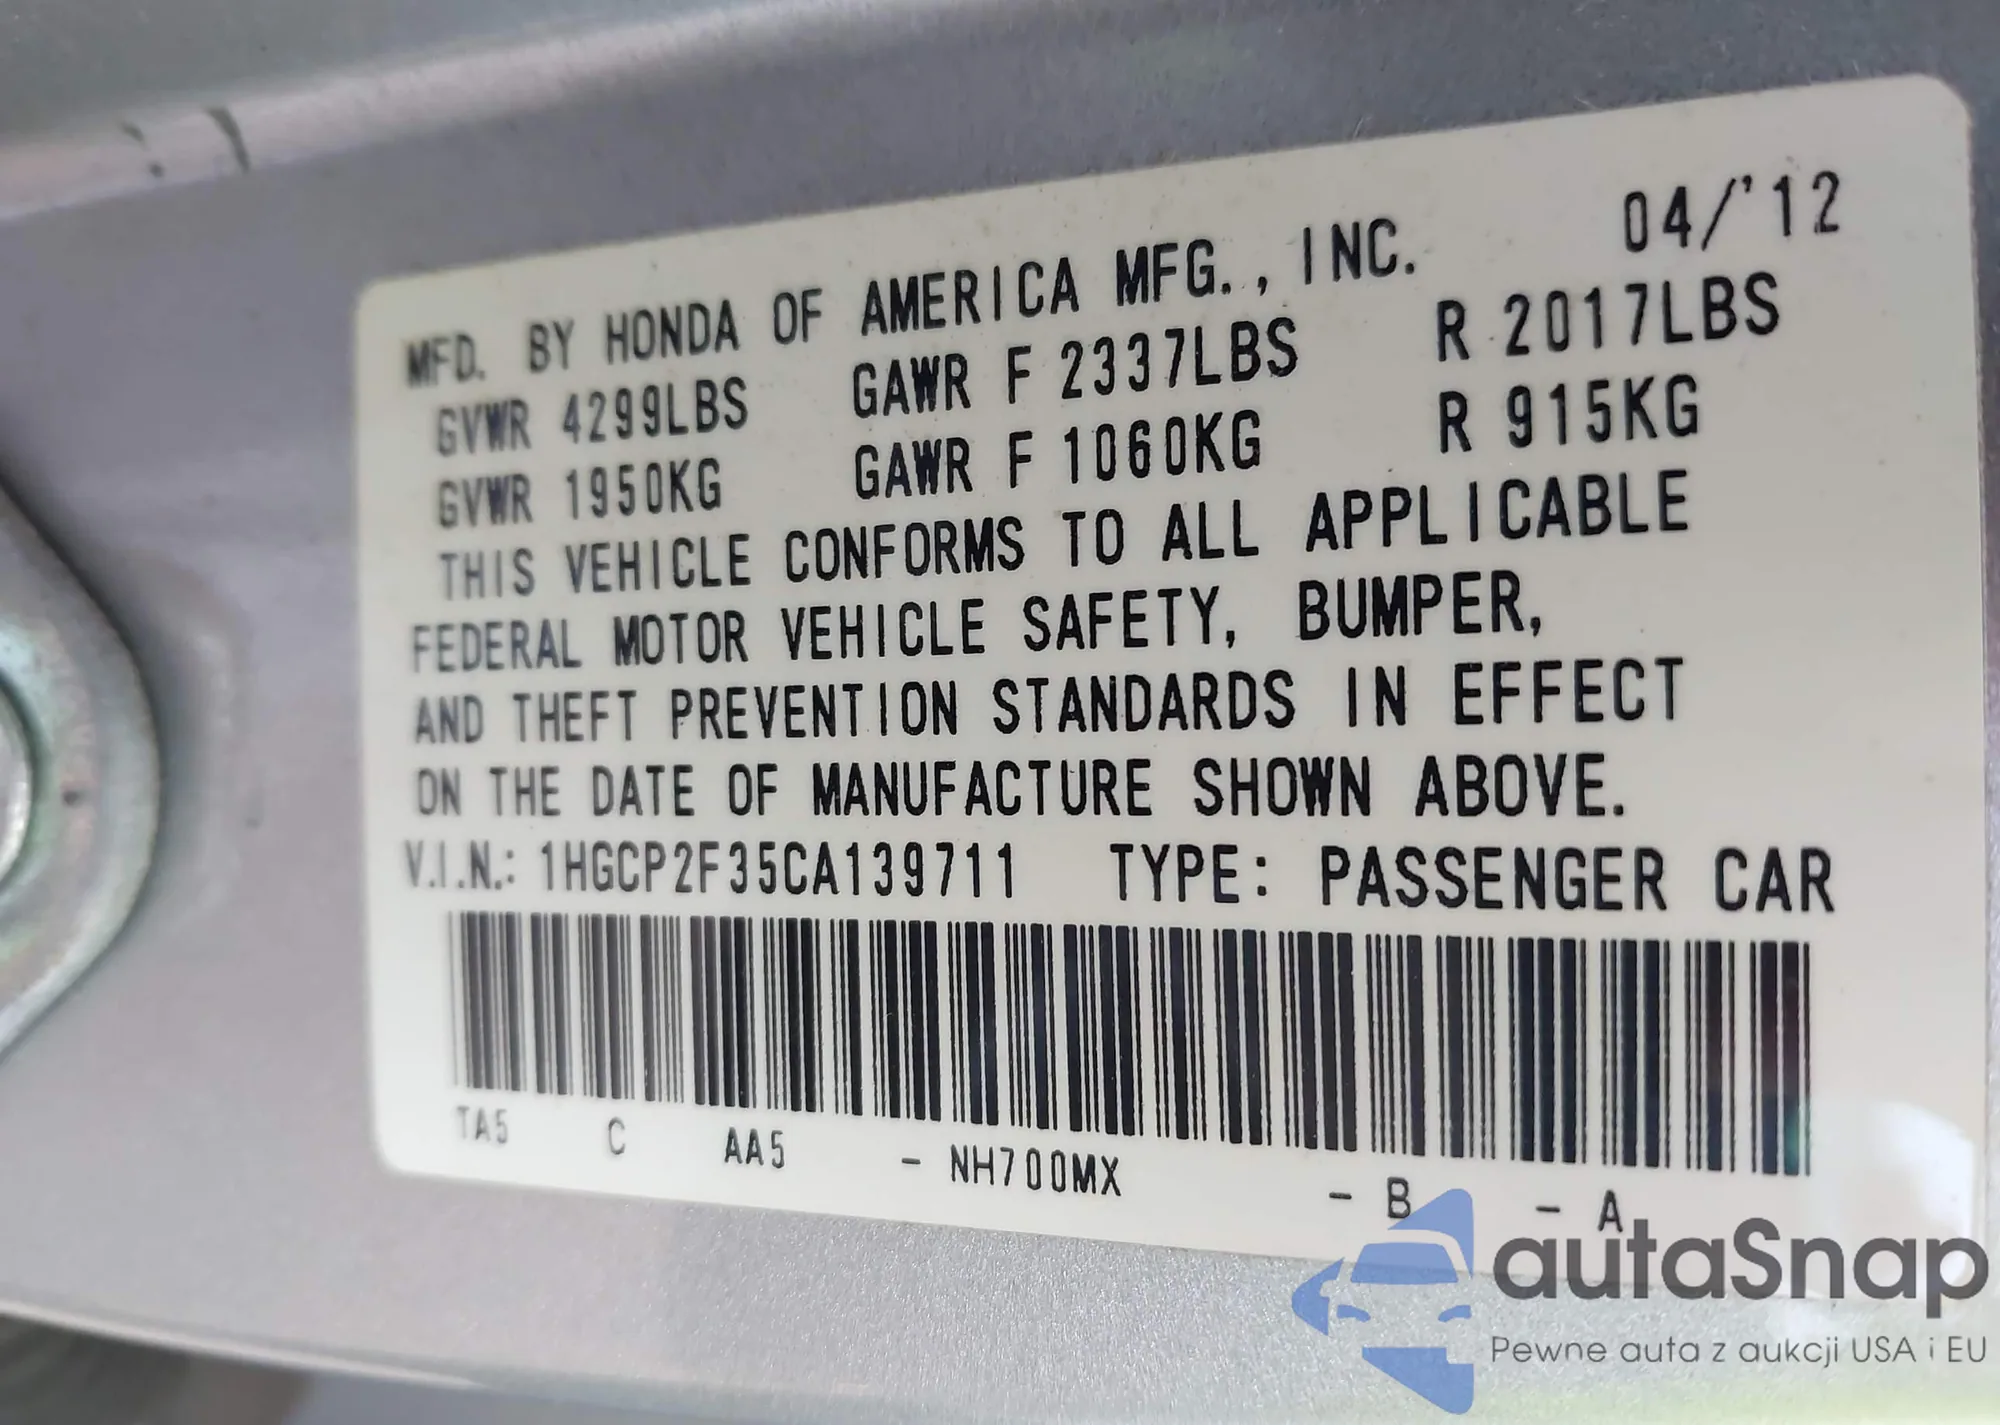 04/'12
MFD. BY HONDA OF AMERICA MFG., INC.
GVWR 4299LBS GAWR F 2337LBS R 2017LBS
GVWR 1950KG GAWR F 1060KG R 915KG
THIS VEHICLE CONFORMS TO ALL APPLICABLE
FEDERAL MOTOR VEHICLE SAFETY, BUMPER,
AND THEFT PREVENTION STANDARDS IN EFFECT
ON THE DATE OF MANUFACTURE SHOWN ABOVE.
V.I.N.: 1HGCP2F35CA139711 TYPE: PASSENGER CAR
TA5 C AA5 - NH700MX - B - A
autaSnap
Pewne auta z aukcji USA i EU